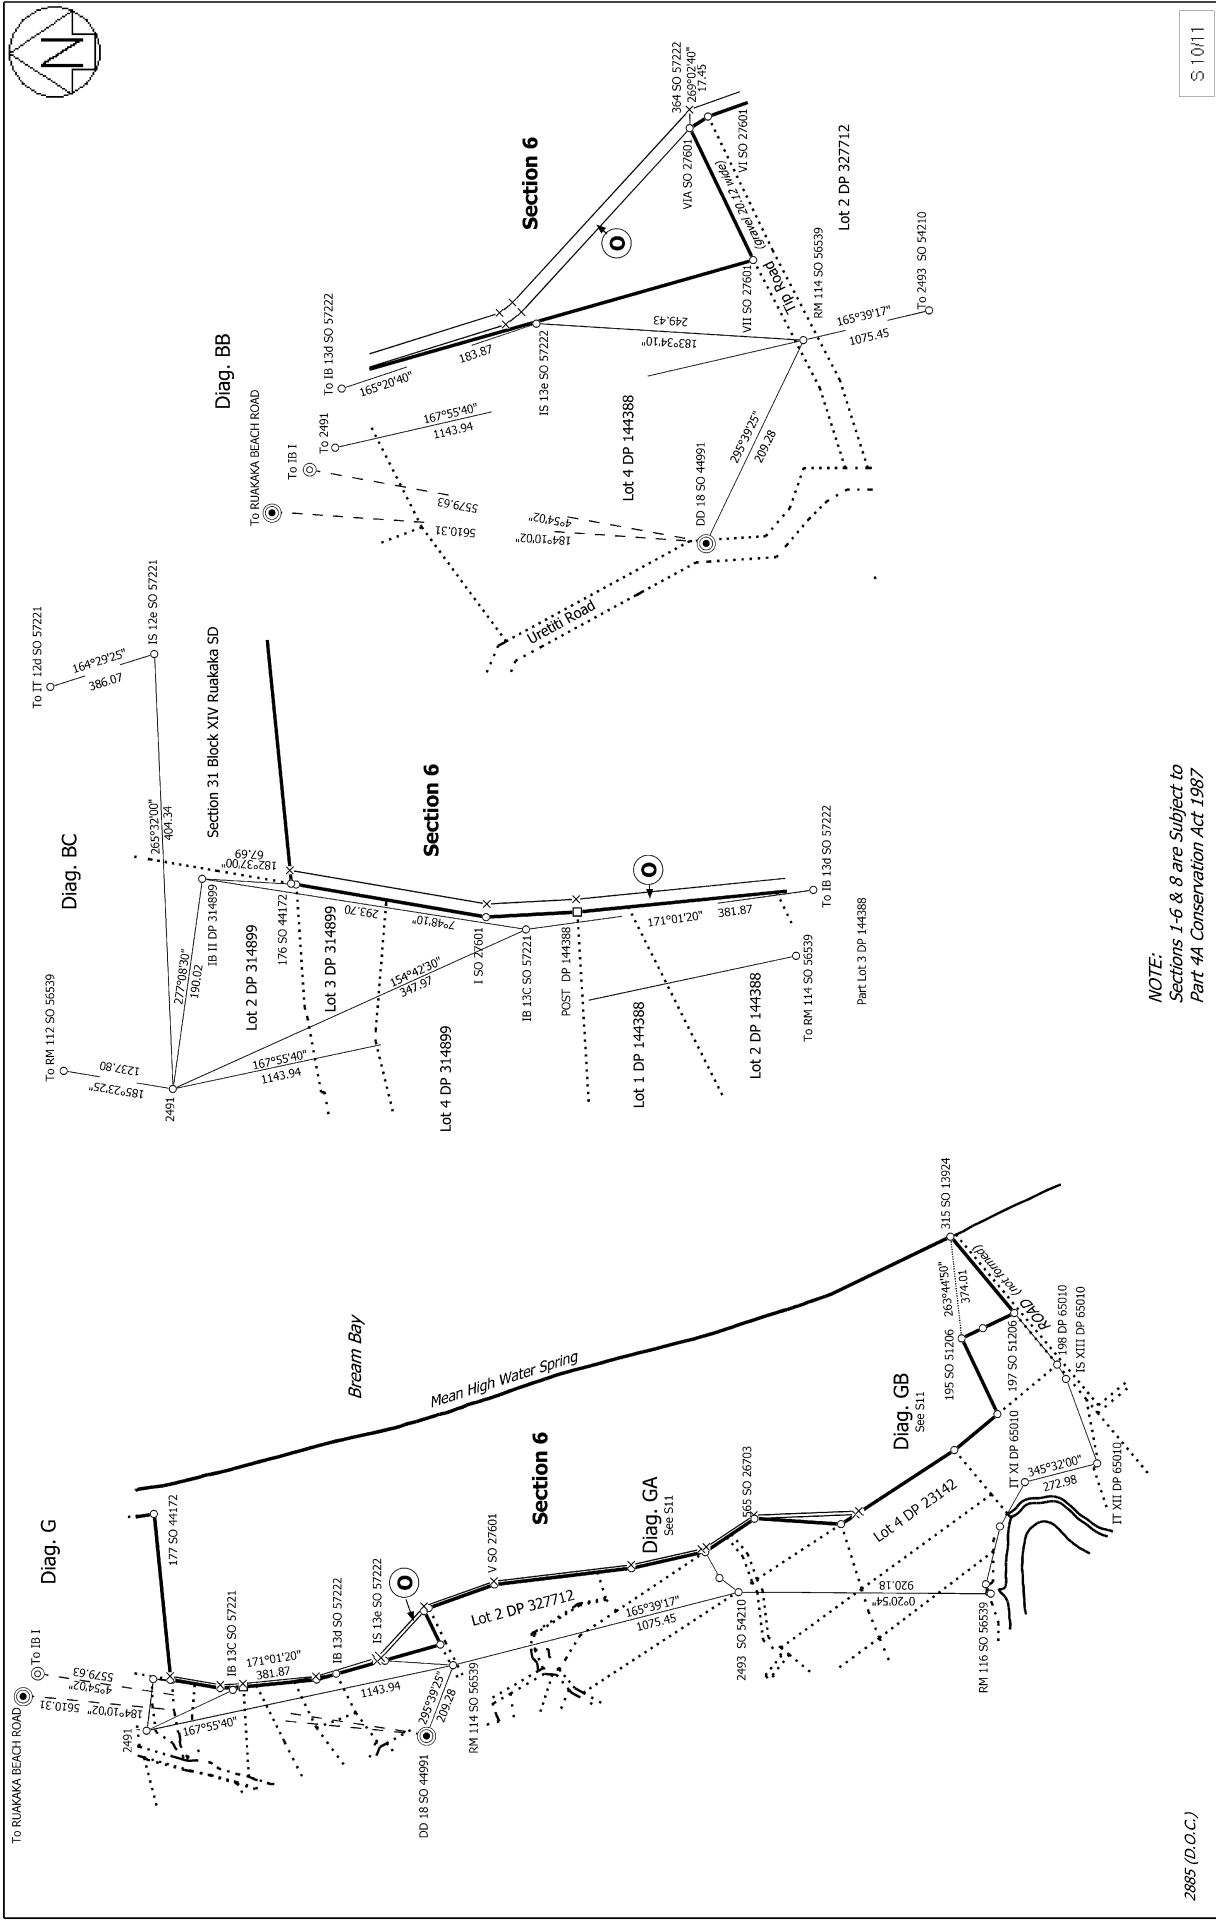 N
S 10/11
Diag. G
To RUAKAKA BEACH ROAD
To IB I
5610.31
184°10'02"
5579.63
4°54'02"
177 SO 44172
2491
167°55'40"
IB 13C SO 57221
171°01'20"
381.87
IB 13d SO 57222
1143.94
IS 13e SO 57222
O
DD 18 SO 44991
295°39'25"
209.28
RM 114 SO 56539
V SO 27601
Lot 2 DP 327712
165°39'17"
1075.45
Section 6
Bream Bay
Mean High Water Spring
Diag. GA
See S11
565 SO 26703
2493 SO 54210
0°20'54"
920.18
RM 116 SO 56539
Lot 4 DP 23142
Diag. GB
See S11
195 SO 51206
263°44'50"
374.01
315 SO 13924
ROAD
(not formed)
197 SO 51206
198 DP 65010
IS XIII DP 65010
IT XI DP 65010
345°32'00"
272.98
IT XII DP 65010
Diag. BC
To RM 112 SO 56539
185°23'25"
1237.80
2491
To IT 12d SO 57221
164°29'25"
386.07
IS 12e SO 57221
265°32'00"
404.34
277°08'30"
190.02
IB III DP 314899
Section 31 Block XIV Ruakaka SD
182°37'00"
67.69
Lot 2 DP 314899
176 SO 44172
Lot 3 DP 314899
167°55'40"
1143.94
154°42'30"
347.97
7°48'10"
293.70
Section 6
Lot 4 DP 314899
I SO 27601
IB 13C SO 57221
POST DP 144388
O
171°01'20"
381.87
Lot 1 DP 144388
Lot 2 DP 144388
To RM 114 SO 56539
To IB 13d SO 57222
Part Lot 3 DP 144388
Diag. BB
To RUAKAKA BEACH ROAD
To IB I
To 2491
To IB 13d SO 57222
165°20'40"
183.87
167°55'40"
1143.94
5579.63
5610.31
4°54'02"
184°10'02"
Section 6
O
IS 13e SO 57222
249.43
183°34'10"
Lot 4 DP 144388
Uretiti Road
DD 18 SO 44991
295°39'25"
209.28
364 SO 57222
269°02'40"
17.45
VIA SO 27601
VI SO 27601
VII SO 27601
Tip Road
(gravel 20.12 wide)
Lot 2 DP 327712
RM 114 SO 56539
165°39'17"
1075.45
To 2493 SO 54210
NOTE:
Sections 1-6 & 8 are Subject to
Part 4A Conservation Act 1987
2885 (D.O.C.)